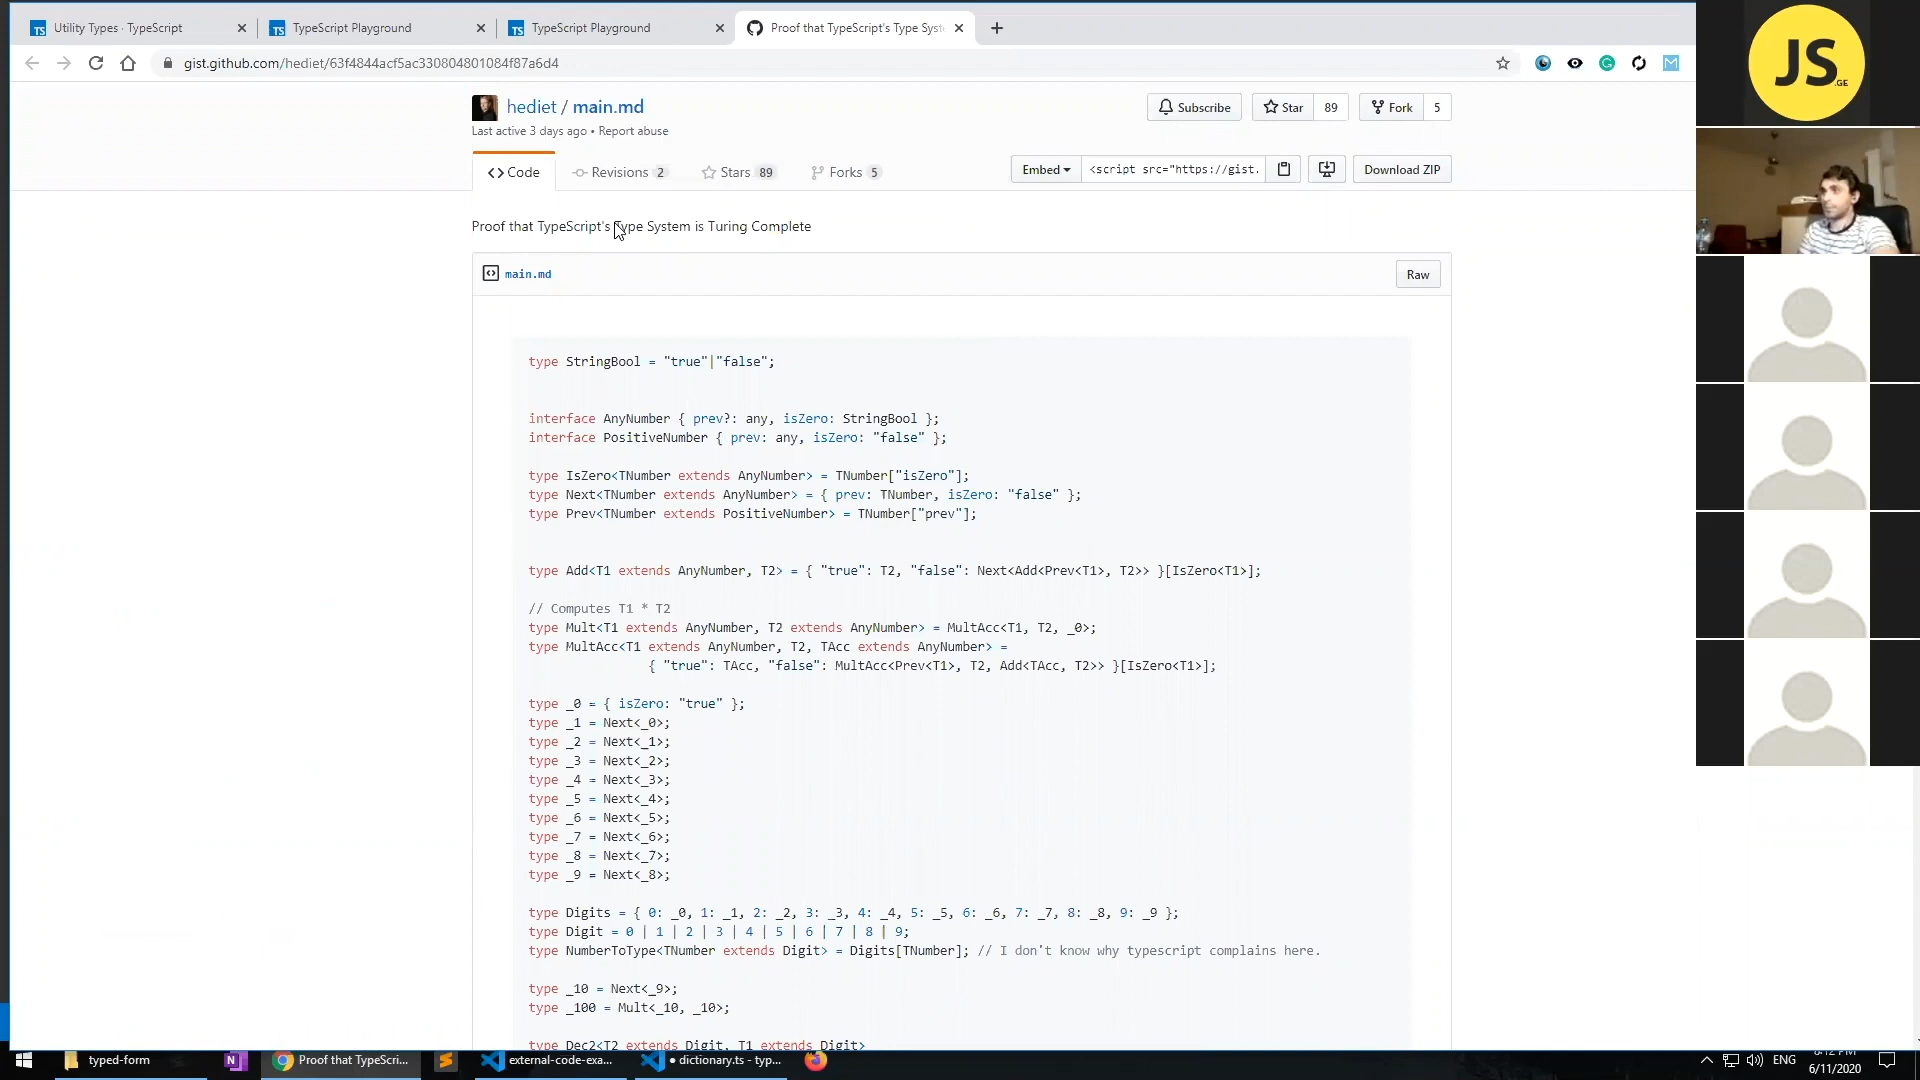 Utility Types · TypeScript
TypeScript Playground
TypeScript Playground
Proof that TypeScript's Type Syst
gist.github.com/hediet/63f4844acf5ac330804801084f87a6d4
JS
.GE
hediet / main.md
Subscribe
Star 89
Fork 5
Last active 3 days ago • Report abuse
Code
Revisions 2
Stars 89
Forks 5
Embed
<script src="https://gist.
Download ZIP
Proof that TypeScript's Type System is Turing Complete
main.md
Raw
type StringBool = "true"|"false";
interface AnyNumber { prev?: any, isZero: StringBool };
interface PositiveNumber { prev: any, isZero: "false" };
type IsZero<TNumber extends AnyNumber> = TNumber["isZero"];
type Next<TNumber extends AnyNumber> = { prev: TNumber, isZero: "false" };
type Prev<TNumber extends PositiveNumber> = TNumber["prev"];
type Add<T1 extends AnyNumber, T2> = { "true": T2, "false": Next<Add<Prev<T1>, T2>> }[IsZero<T1>];
// Computes T1 * T2
type Mult<T1 extends AnyNumber, T2 extends AnyNumber> = MultAcc<T1, T2, _0>;
type MultAcc<T1 extends AnyNumber, T2, TAcc extends AnyNumber> =
{ "true": TAcc, "false": MultAcc<Prev<T1>, T2, Add<TAcc, T2>> }[IsZero<T1>];
type _0 = { isZero: "true" };
type _1 = Next<_0>;
type _2 = Next<_1>;
type _3 = Next<_2>;
type _4 = Next<_3>;
type _5 = Next<_4>;
type _6 = Next<_5>;
type _7 = Next<_6>;
type _8 = Next<_7>;
type _9 = Next<_8>;
type Digits = { 0: _0, 1: _1, 2: _2, 3: _3, 4: _4, 5: _5, 6: _6, 7: _7, 8: _8, 9: _9 };
type Digit = 0 | 1 | 2 | 3 | 4 | 5 | 6 | 7 | 8 | 9;
type NumberToType<TNumber extends Digit> = Digits[TNumber]; // I don't know why typescript complains here.
type _10 = Next<_9>;
type _100 = Mult<_10, _10>;
type Dec2<T2 extends Digit, T1 extends Digit>
typed-form
Proof that TypeScri...
external-code-exa...
• dictionary.ts - typ...
ENG
8:12 PM
6/11/2020